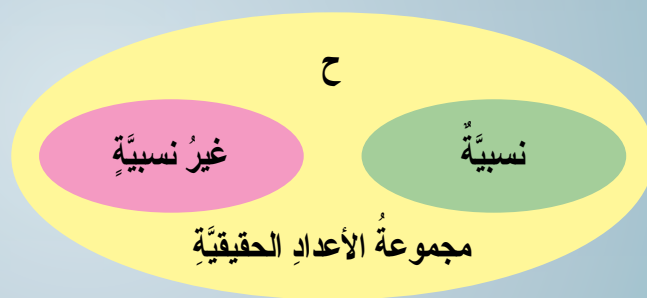 ح
نسبيَّةٌ
غيرُ نسبيَّةٍ
مجموعةُ الأعدادِ الحقيقيَّةِ